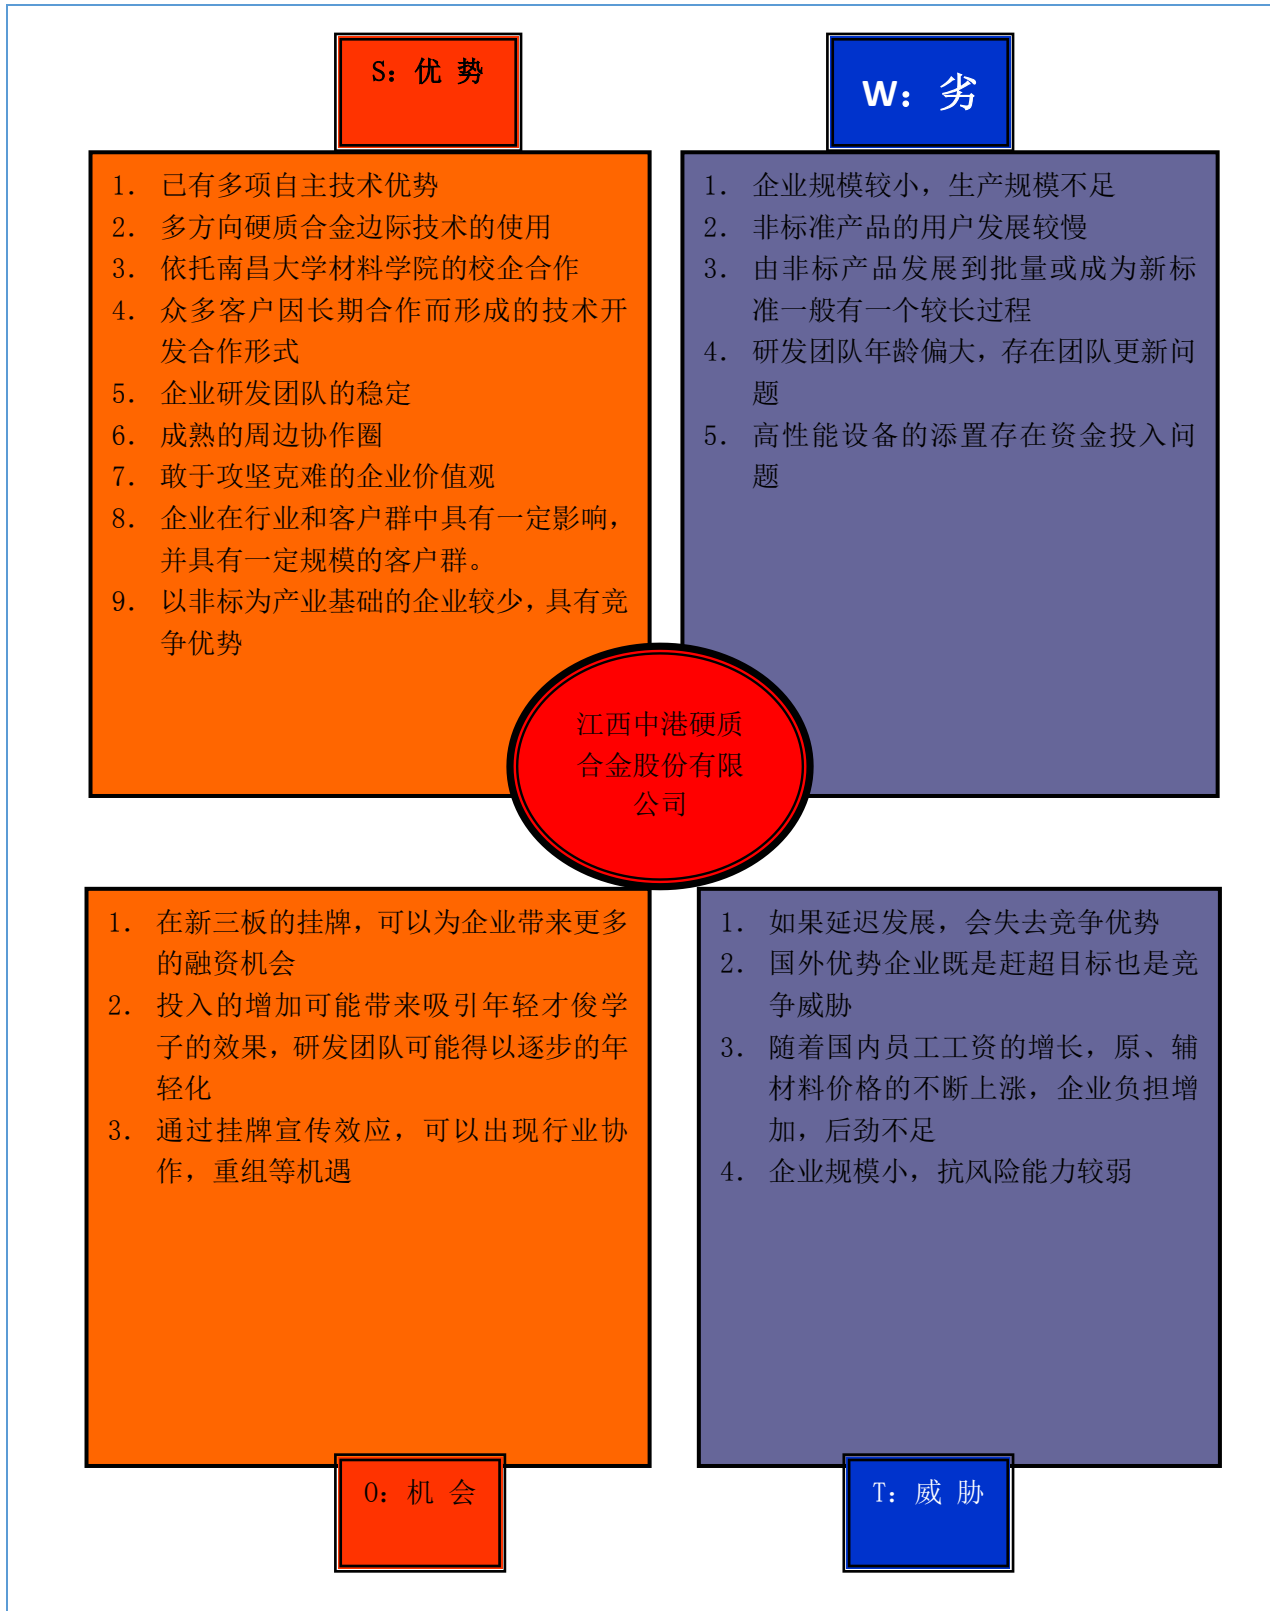 S：优 势
W：劣
1. 已有多项自主技术优势
2. 多方向硬质合金边际技术的使用
3. 依托南昌大学材料学院的校企合作
4. 众多客户因长期合作而形成的技术开
发合作形式
5. 企业研发团队的稳定
6. 成熟的周边协作圈
7. 敢于攻坚克难的企业价值观
8. 企业在行业和客户群中具有一定影响，
并具有一定规模的客户群。
9. 以非标为产业基础的企业较少，具有竞
争优势
1. 企业规模较小，生产规模不足
2. 非标准产品的用户发展较慢
3. 由非标产品发展到批量或成为新标
准一般有一个较长过程
4. 研发团队年龄偏大，存在团队更新问
题
5. 高性能设备的添置存在资金投入问
题
江西中港硬质
合金股份有限
公司
1. 在新三板的挂牌，可以为企业带来更多
的融资机会
2. 投入的增加可能带来吸引年轻才俊学
子的效果，研发团队可能得以逐步的年
轻化
3. 通过挂牌宣传效应，可以出现行业协
作，重组等机遇
1. 如果延迟发展，会失去竞争优势
2. 国外优势企业既是赶超目标也是竞
争威胁
3. 随着国内员工工资的增长，原、辅
材料价格的不断上涨，企业负担增
加，后劲不足
4. 企业规模小，抗风险能力较弱
O：机 会
T：威 胁